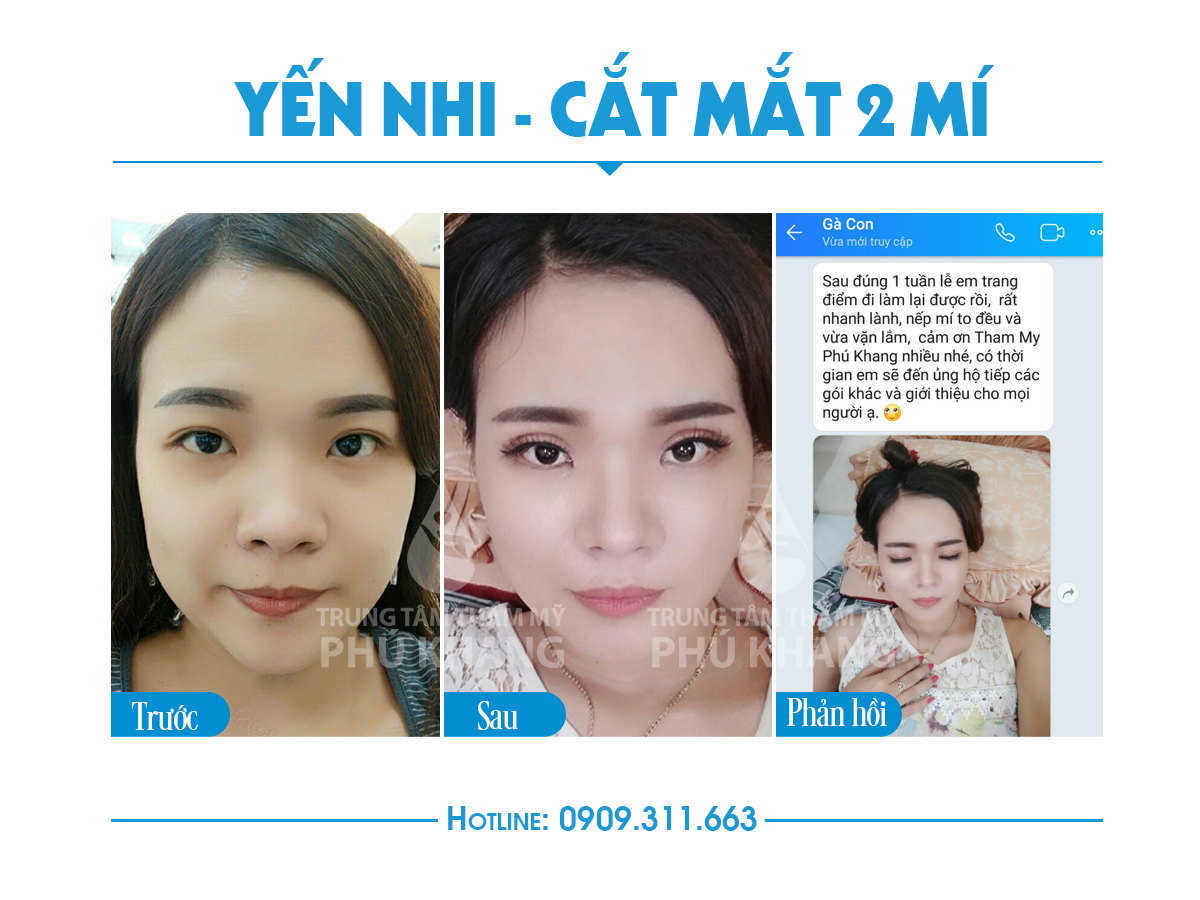 YẾN NHI - CẮT MẮT 2 MÍ
Gà Con
Vừa mới truy cập
Sau đúng 1 tuần lễ em trang
điểm đi làm lại được rồi, rất
nhanh lành, nếp mí to đều và
vừa vặn lắm, cảm ơn Tham My
Phú Khang nhiều nhé, có thời
gian em sẽ đến ủng hộ tiếp các
gói khác và giới thiệu cho mọi
người ạ.
TRUNG TÂM THẨM MỸ
PHÚ KHANG
TRUNG TÂM THẨM MỸ
PHÚ KHANG
Trước
Sau
Phản hồi
HOTLINE: 0909.311.663